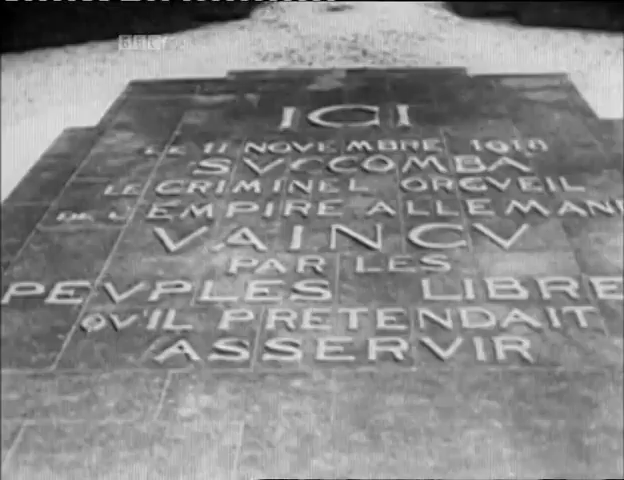 BBC
ICI
LE 11 NOVEMBRE 1918
SVCCOMBA
LE CRIMINEL ORGVEIL
DE L'EMPIRE ALLEMAND
VAINCV
PAR LES
PEVPLES LIBRE
QV'IL PRETENDAIT
ASSERVIR